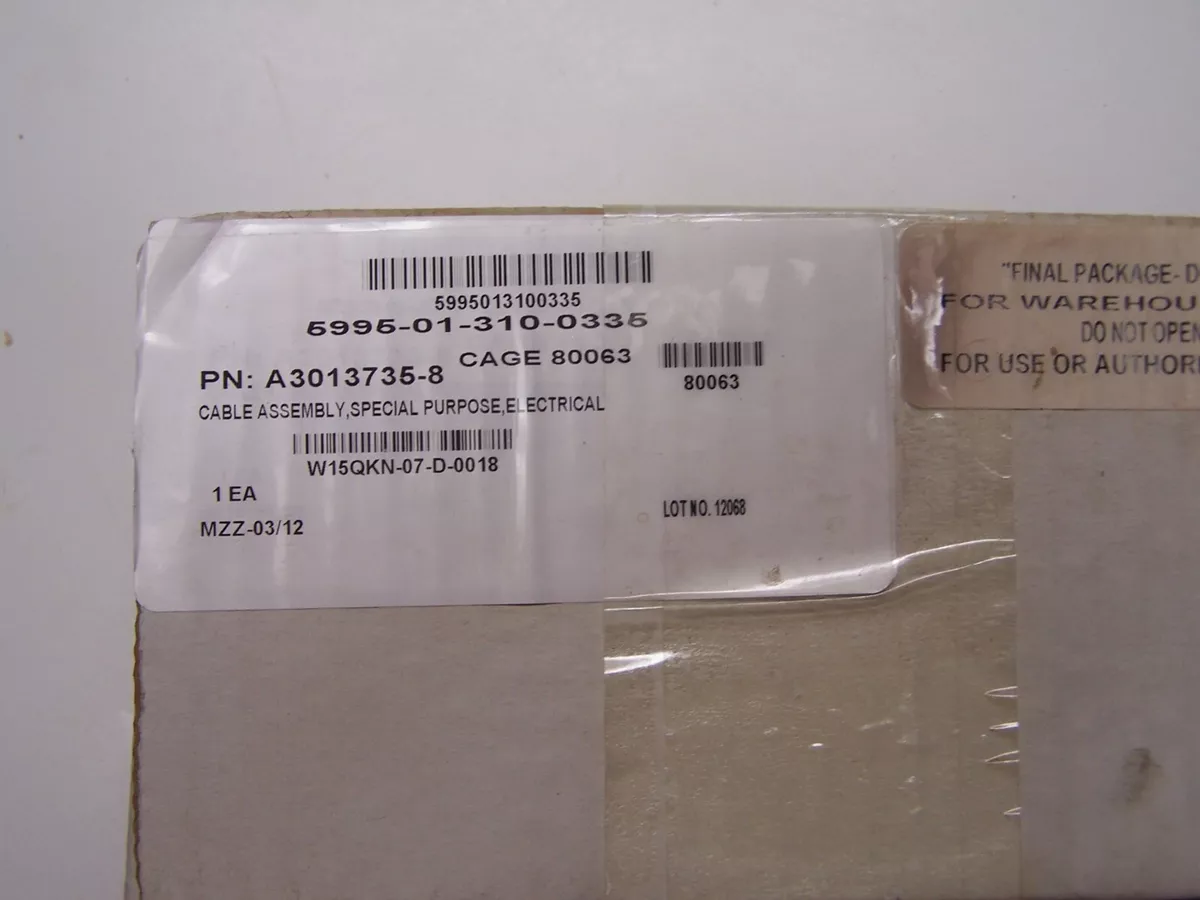 5995013100335
5995-01-310-0335
CAGE 80063
PN: A3013735-8
80063
CABLE ASSEMBLY,SPECIAL PURPOSE,ELECTRICAL
W15QKN-07-D-0018
1 EA
LOT NO. 12068
MZZ-03/12
"FINAL PACKAGE- D
FOR WAREHOU
DO NOT OPEN
FOR USE OR AUTHORI